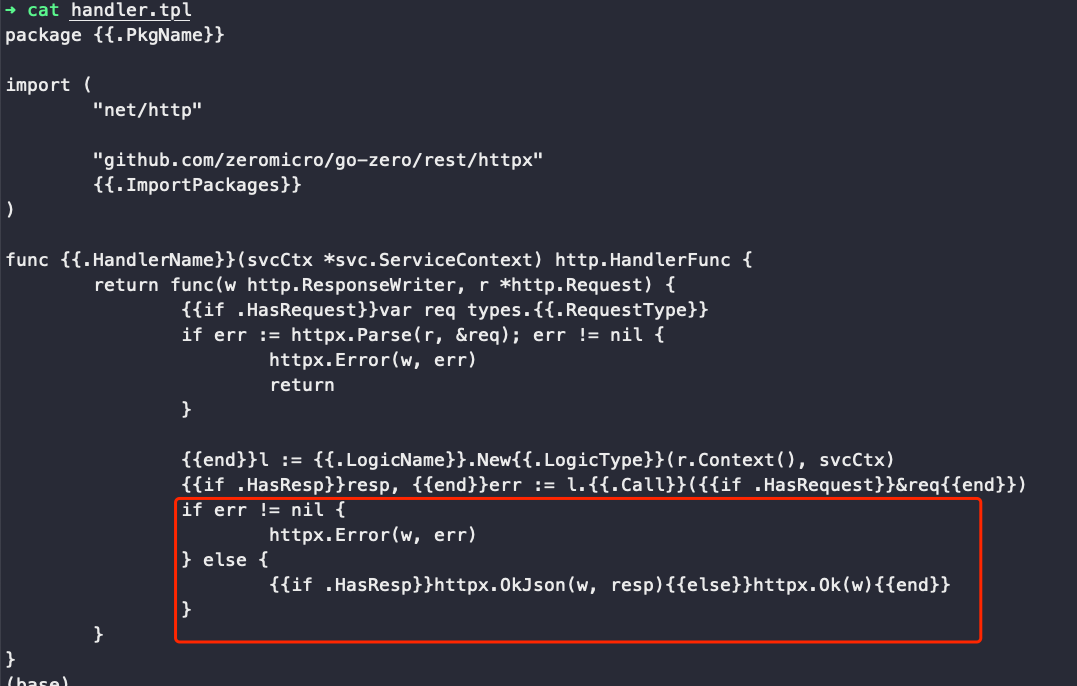 ➜ cat handler.tpl
package {{.PkgName}}
import (
"net/http"
"github.com/zeromicro/go-zero/rest/httpx"
{{.ImportPackages}}
)
func {{.HandlerName}}(svcCtx *svc.ServiceContext) http.HandlerFunc {
return func(w http.ResponseWriter, r *http.Request) {
{{if .HasRequest}}var req types.{{.RequestType}}
if err := httpx.Parse(r, &req); err != nil {
httpx.Error(w, err)
return
}
{{end}}l := {{.LogicName}}.New{{.LogicType}}(r.Context(), svcCtx)
{{if .HasResp}}resp, {{end}}err := l.{{.Call}}({{if .HasRequest}}&req{{end}})
if err != nil {
httpx.Error(w, err)
} else {
{{if .HasResp}}httpx.OkJson(w, resp){{else}}httpx.Ok(w){{end}}
}
}
}
(base)